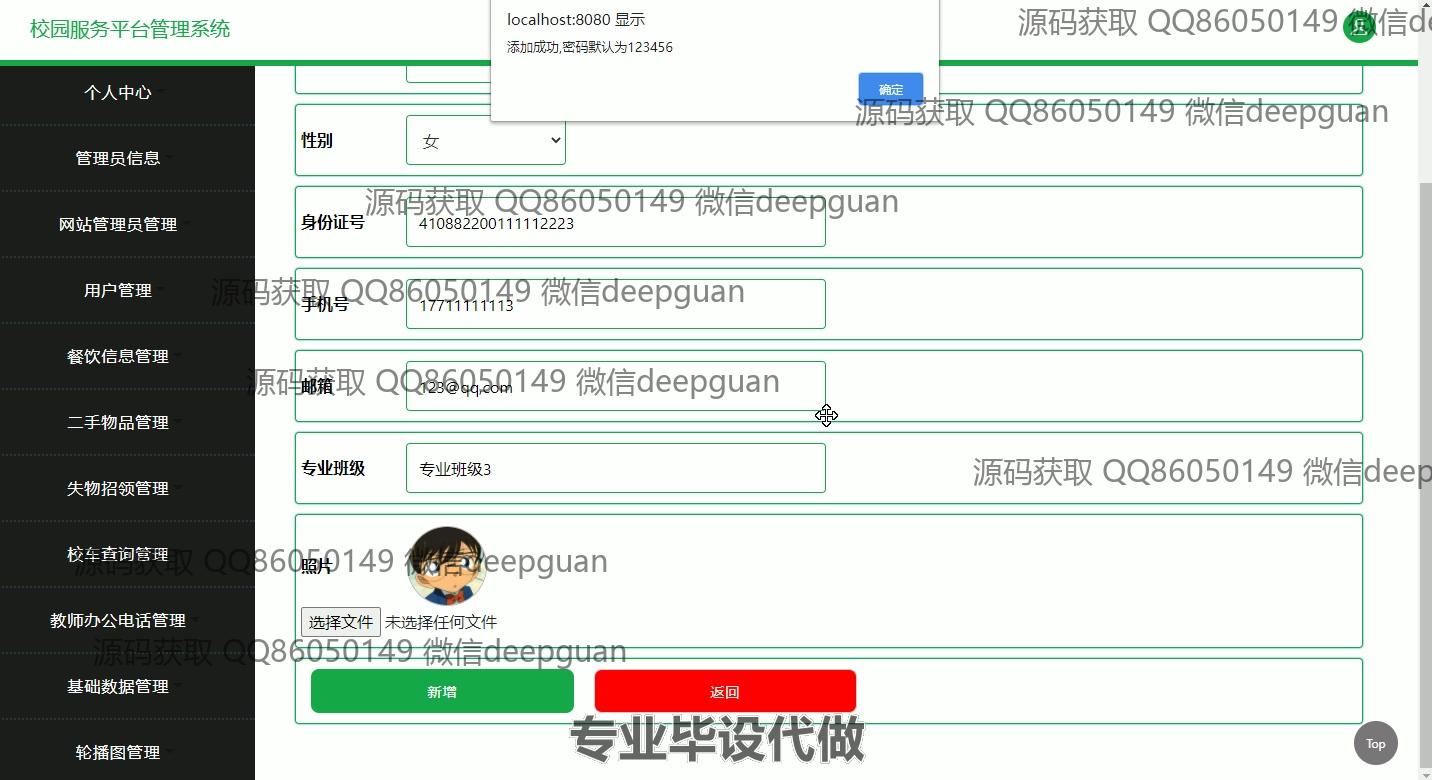 校园服务平台管理系统
localhost:8080 显示
添加成功,密码默认为123456
确定
源码获取 QQ86050149 微信de
源码获取 QQ86050149 微信deepguan
个人中心
管理员信息
网站管理员管理
用户管理
餐饮信息管理
二手物品管理
失物招领管理
校车查询管理
教师办公电话管理
基础数据管理
轮播图管理
性别
女
源码获取 QQ86050149 微信deepguan
身份证号
410882200111112223
源码获取 QQ86050149 微信deepguan
手机号
17711111113
源码获取 QQ86050149 微信deepguan
邮箱
123@qq.com
专业班级
专业班级3
源码获取 QQ86050149 微信deep
源码获取 QQ86050149 微信deepguan
照片
选择文件 未选择任何文件
源码获取 QQ86050149 微信deepguan
新增
返回
专业毕设代做
Top